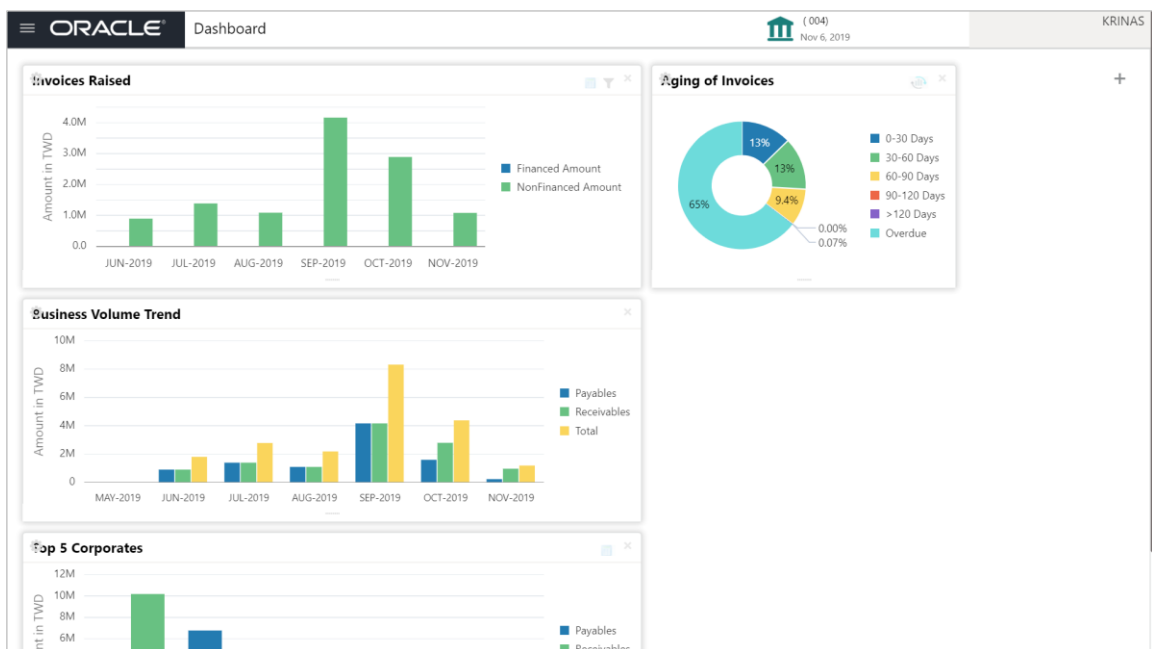 ORACLE®
Dashboard
( 004)
Nov 6, 2019
KRINAS
Invoices Raised
Amount in TWD
4.0M
3.0M
2.0M
1.0M
0.0
JUN-2019 JUL-2019 AUG-2019 SEP-2019 OCT-2019 NOV-2019
Financed Amount
NonFinanced Amount
Aging of Invoices
13%
13%
9.4%
65%
0.00%
0.07%
0-30 Days
30-60 Days
60-90 Days
90-120 Days
>120 Days
Overdue
Business Volume Trend
Amount in TWD
10M
8M
6M
4M
2M
0
MAY-2019 JUN-2019 JUL-2019 AUG-2019 SEP-2019 OCT-2019 NOV-2019
Payables
Receivables
Total
Top 5 Corporates
nt in TWD
12M
10M
8M
6M
Payables
Receivables